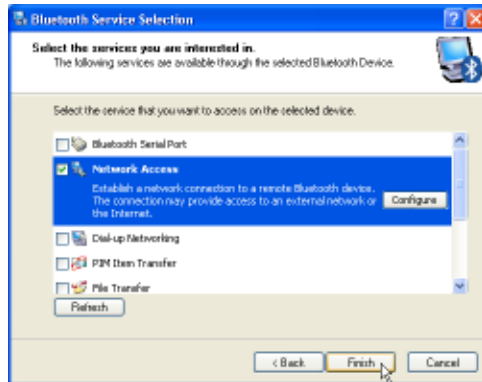 Bluetooth Service Selection
Select the services you are interested in.
The following services are available through the selected Bluetooth Device.
Select the service that you want to access on the selected device.
Bluetooth Serial Port
Network Access
Establish a network connection to a remote Bluetooth device.
The connection may provide access to an external network or
the Internet.
Configure
Dial-up Networking
PIM Item Transfer
File Transfer
Refresh
< Back
Finish
Cancel